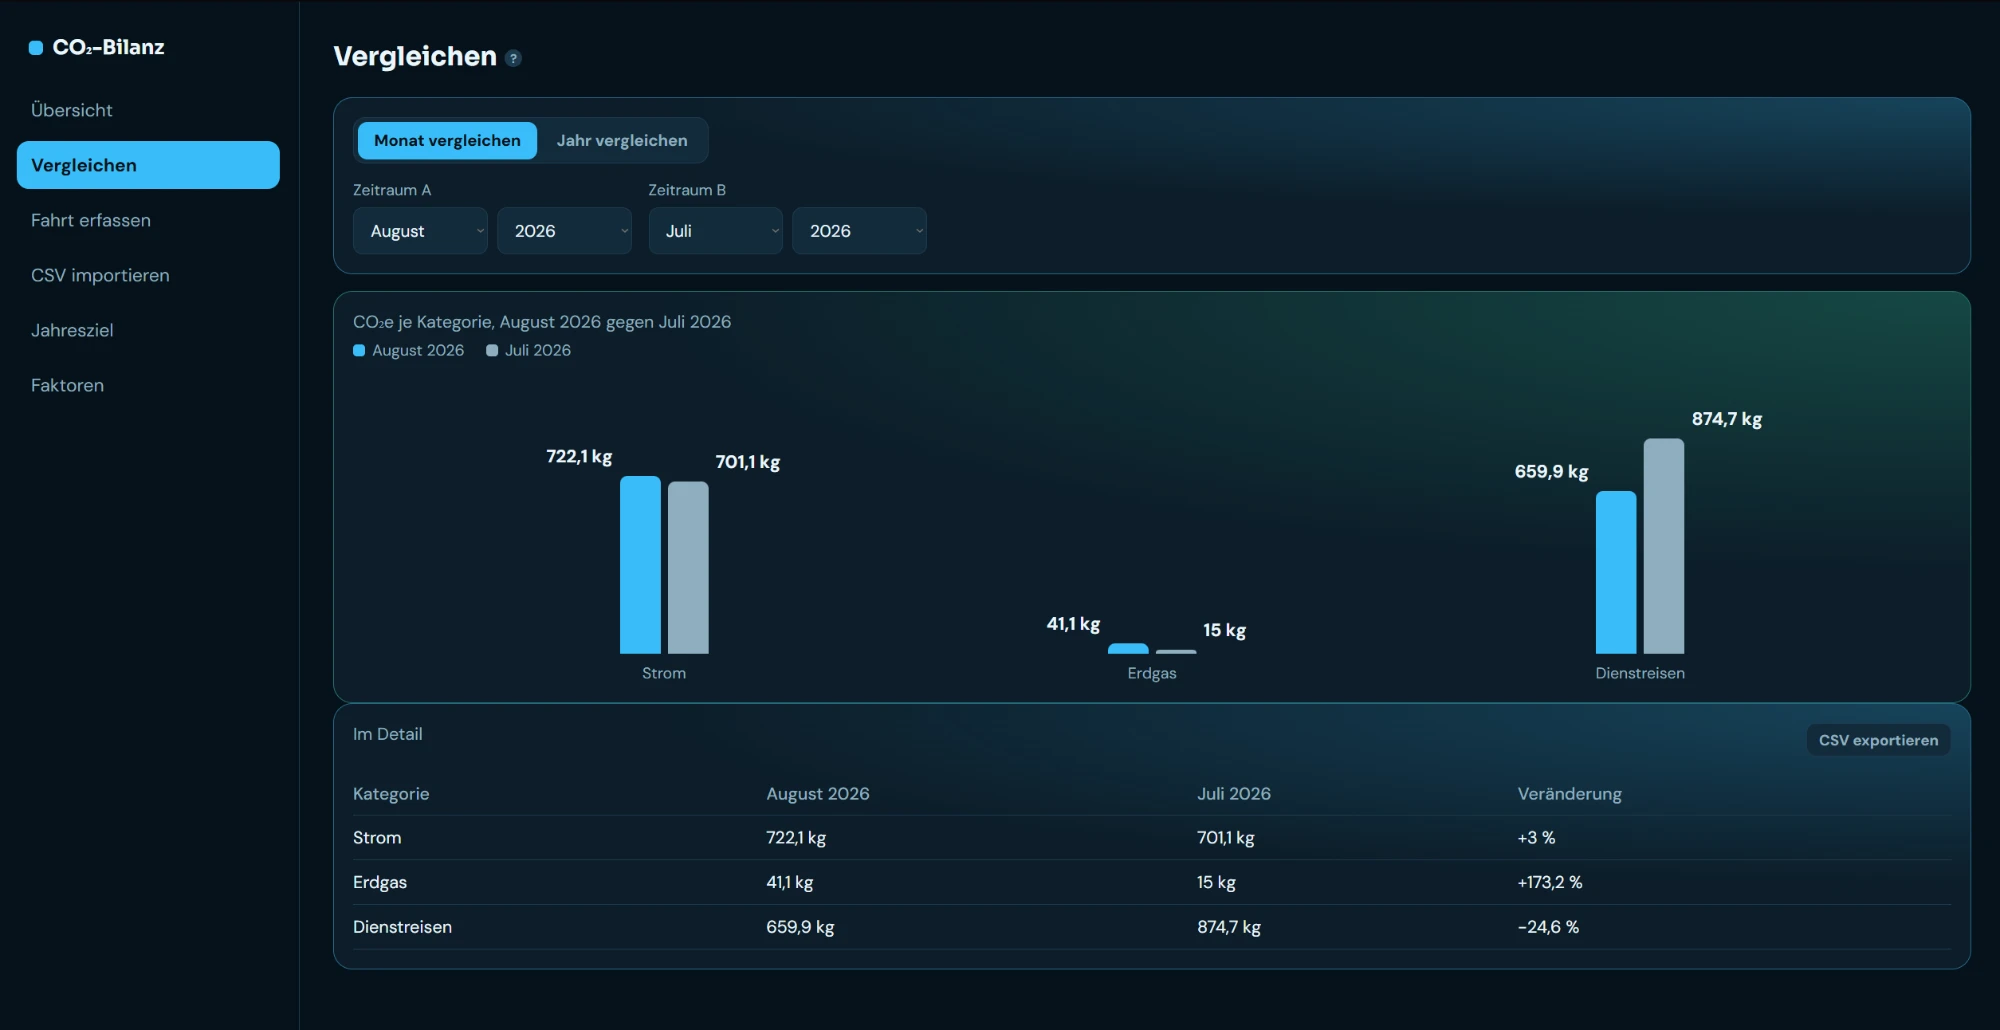 CO₂-Bilanz
Übersicht
Vergleichen
Fahrt erfassen
CSV importieren
Jahresziel
Faktoren
Vergleichen ?
Monat vergleichen Jahr vergleichen
Zeitraum A Zeitraum B
August 2026 Juli 2026
CO₂e je Kategorie, August 2026 gegen Juli 2026
August 2026 Juli 2026
722,1 kg 701,1 kg 41,1 kg 15 kg 659,9 kg 874,7 kg
Strom Erdgas Dienstreisen
Im Detail CSV exportieren
Kategorie August 2026 Juli 2026 Veränderung
Strom 722,1 kg 701,1 kg +3 %
Erdgas 41,1 kg 15 kg +173,2 %
Dienstreisen 659,9 kg 874,7 kg −24,6 %